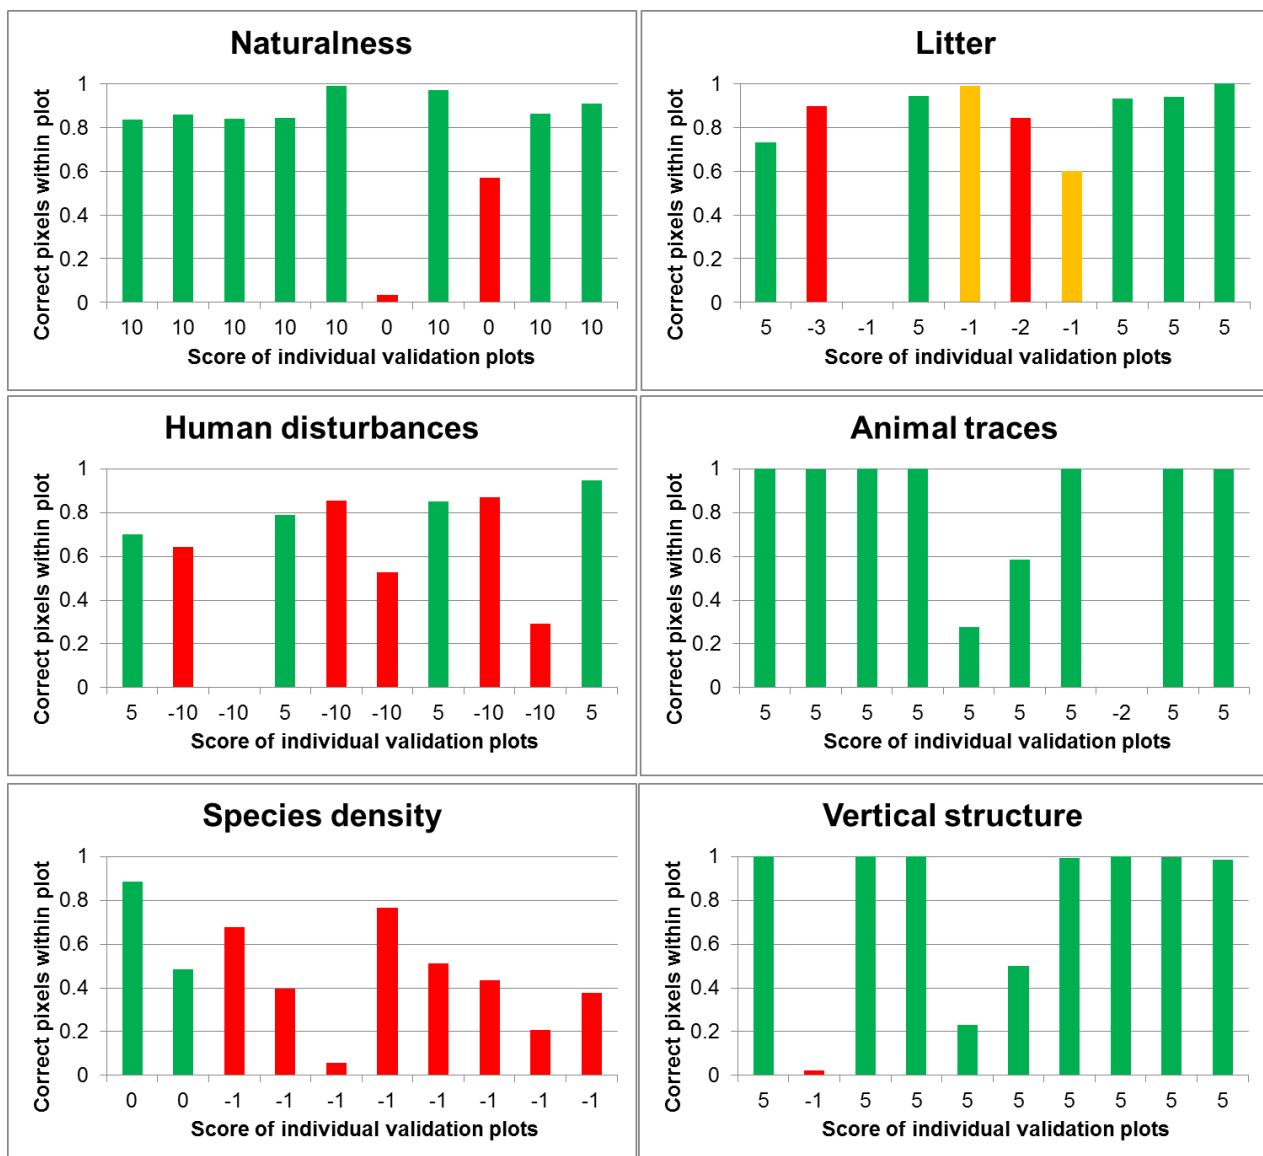 Naturalness
Correct pixels within plot
1
0.8
0.6
0.4
0.2
0
10 10 10 10 10 0 10 0 10 10
Score of individual validation plots
Litter
Correct pixels within plot
1
0.8
0.6
0.4
0.2
0
5 -3 -1 5 -1 -2 -1 5 5 5
Score of individual validation plots
Human disturbances
Correct pixels within plot
1
0.8
0.6
0.4
0.2
0
5 -10 -10 5 -10 -10 5 -10 -10 5
Score of individual validation plots
Animal traces
Correct pixels within plot
1
0.8
0.6
0.4
0.2
0
5 5 5 5 5 5 5 -2 5 5
Score of individual validation plots
Species density
Correct pixels within plot
1
0.8
0.6
0.4
0.2
0
0 0 -1 -1 -1 -1 -1 -1 -1 -1
Score of individual validation plots
Vertical structure
Correct pixels within plot
1
0.8
0.6
0.4
0.2
0
5 -1 5 5 5 5 5 5 5 5
Score of individual validation plots